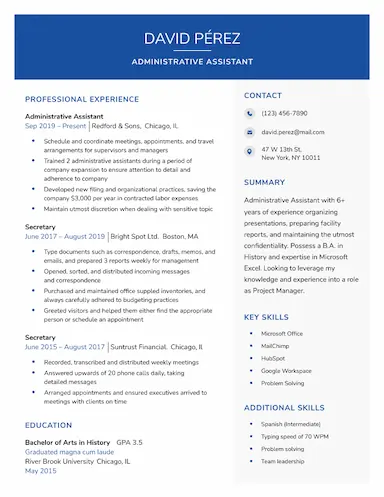 DAVID PÉREZ
ADMINISTRATIVE ASSISTANT
PROFESSIONAL EXPERIENCE
Administrative Assistant
Sep 2019 – Present | Redford & Sons, Chicago, IL
Schedule and coordinate meetings, appointments, and travel
arrangements for supervisors and managers
Trained 2 administrative assistants during a period of
company expansion to ensure attention to detail and
adherence to company
Developed new filing and organizational practices, saving the
company $3,000 per year in contracted labor expenses
Maintain utmost discretion when dealing with sensitive topic
Secretary
June 2017 – August 2019 | Bright Spot Ltd. Boston, MA
Type documents such as correspondence, drafts, memos, and
emails, and prepared 3 reports weekly for management
Opened, sorted, and distributed incoming messages
and correspondence
Purchased and maintained office supplied inventories, and
always carefully adhered to budgeting practices
Greeted visitors and helped them either find the appropriate
person or schedule an appointment
Secretary
June 2015 – August 2017 | Suntrust Financial. Chicago, IL
Recorded, transcribed and distributed weekly meetings
Answered upwards of 20 phone calls daily, taking
detailed messages
Arranged appointments and ensured executives arrived to
meetings with clients on time
EDUCATION
Bachelor of Arts in History GPA 3.5
Graduated magna cum laude
River Brook University Chicago, IL
May 2015
CONTACT
(123) 456-7890
david.perez@mail.com
47 W 13th St,
New York, NY 10011
SUMMARY
Administrative Assistant with 6+
years of experience organizing
presentations, preparing facility
reports, and maintaining the utmost
confidentiality. Possess a B.A. in
History and expertise in Microsoft
Excel. Looking to leverage my
knowledge and experience into a role
as Project Manager.
KEY SKILLS
Microsoft Office
MailChimp
HubSpot
Google Workspace
Problem Solving
ADDITIONAL SKILLS
Spanish (Intermediate)
Typing speed of 70 WPM
Problem solving
Team leadership